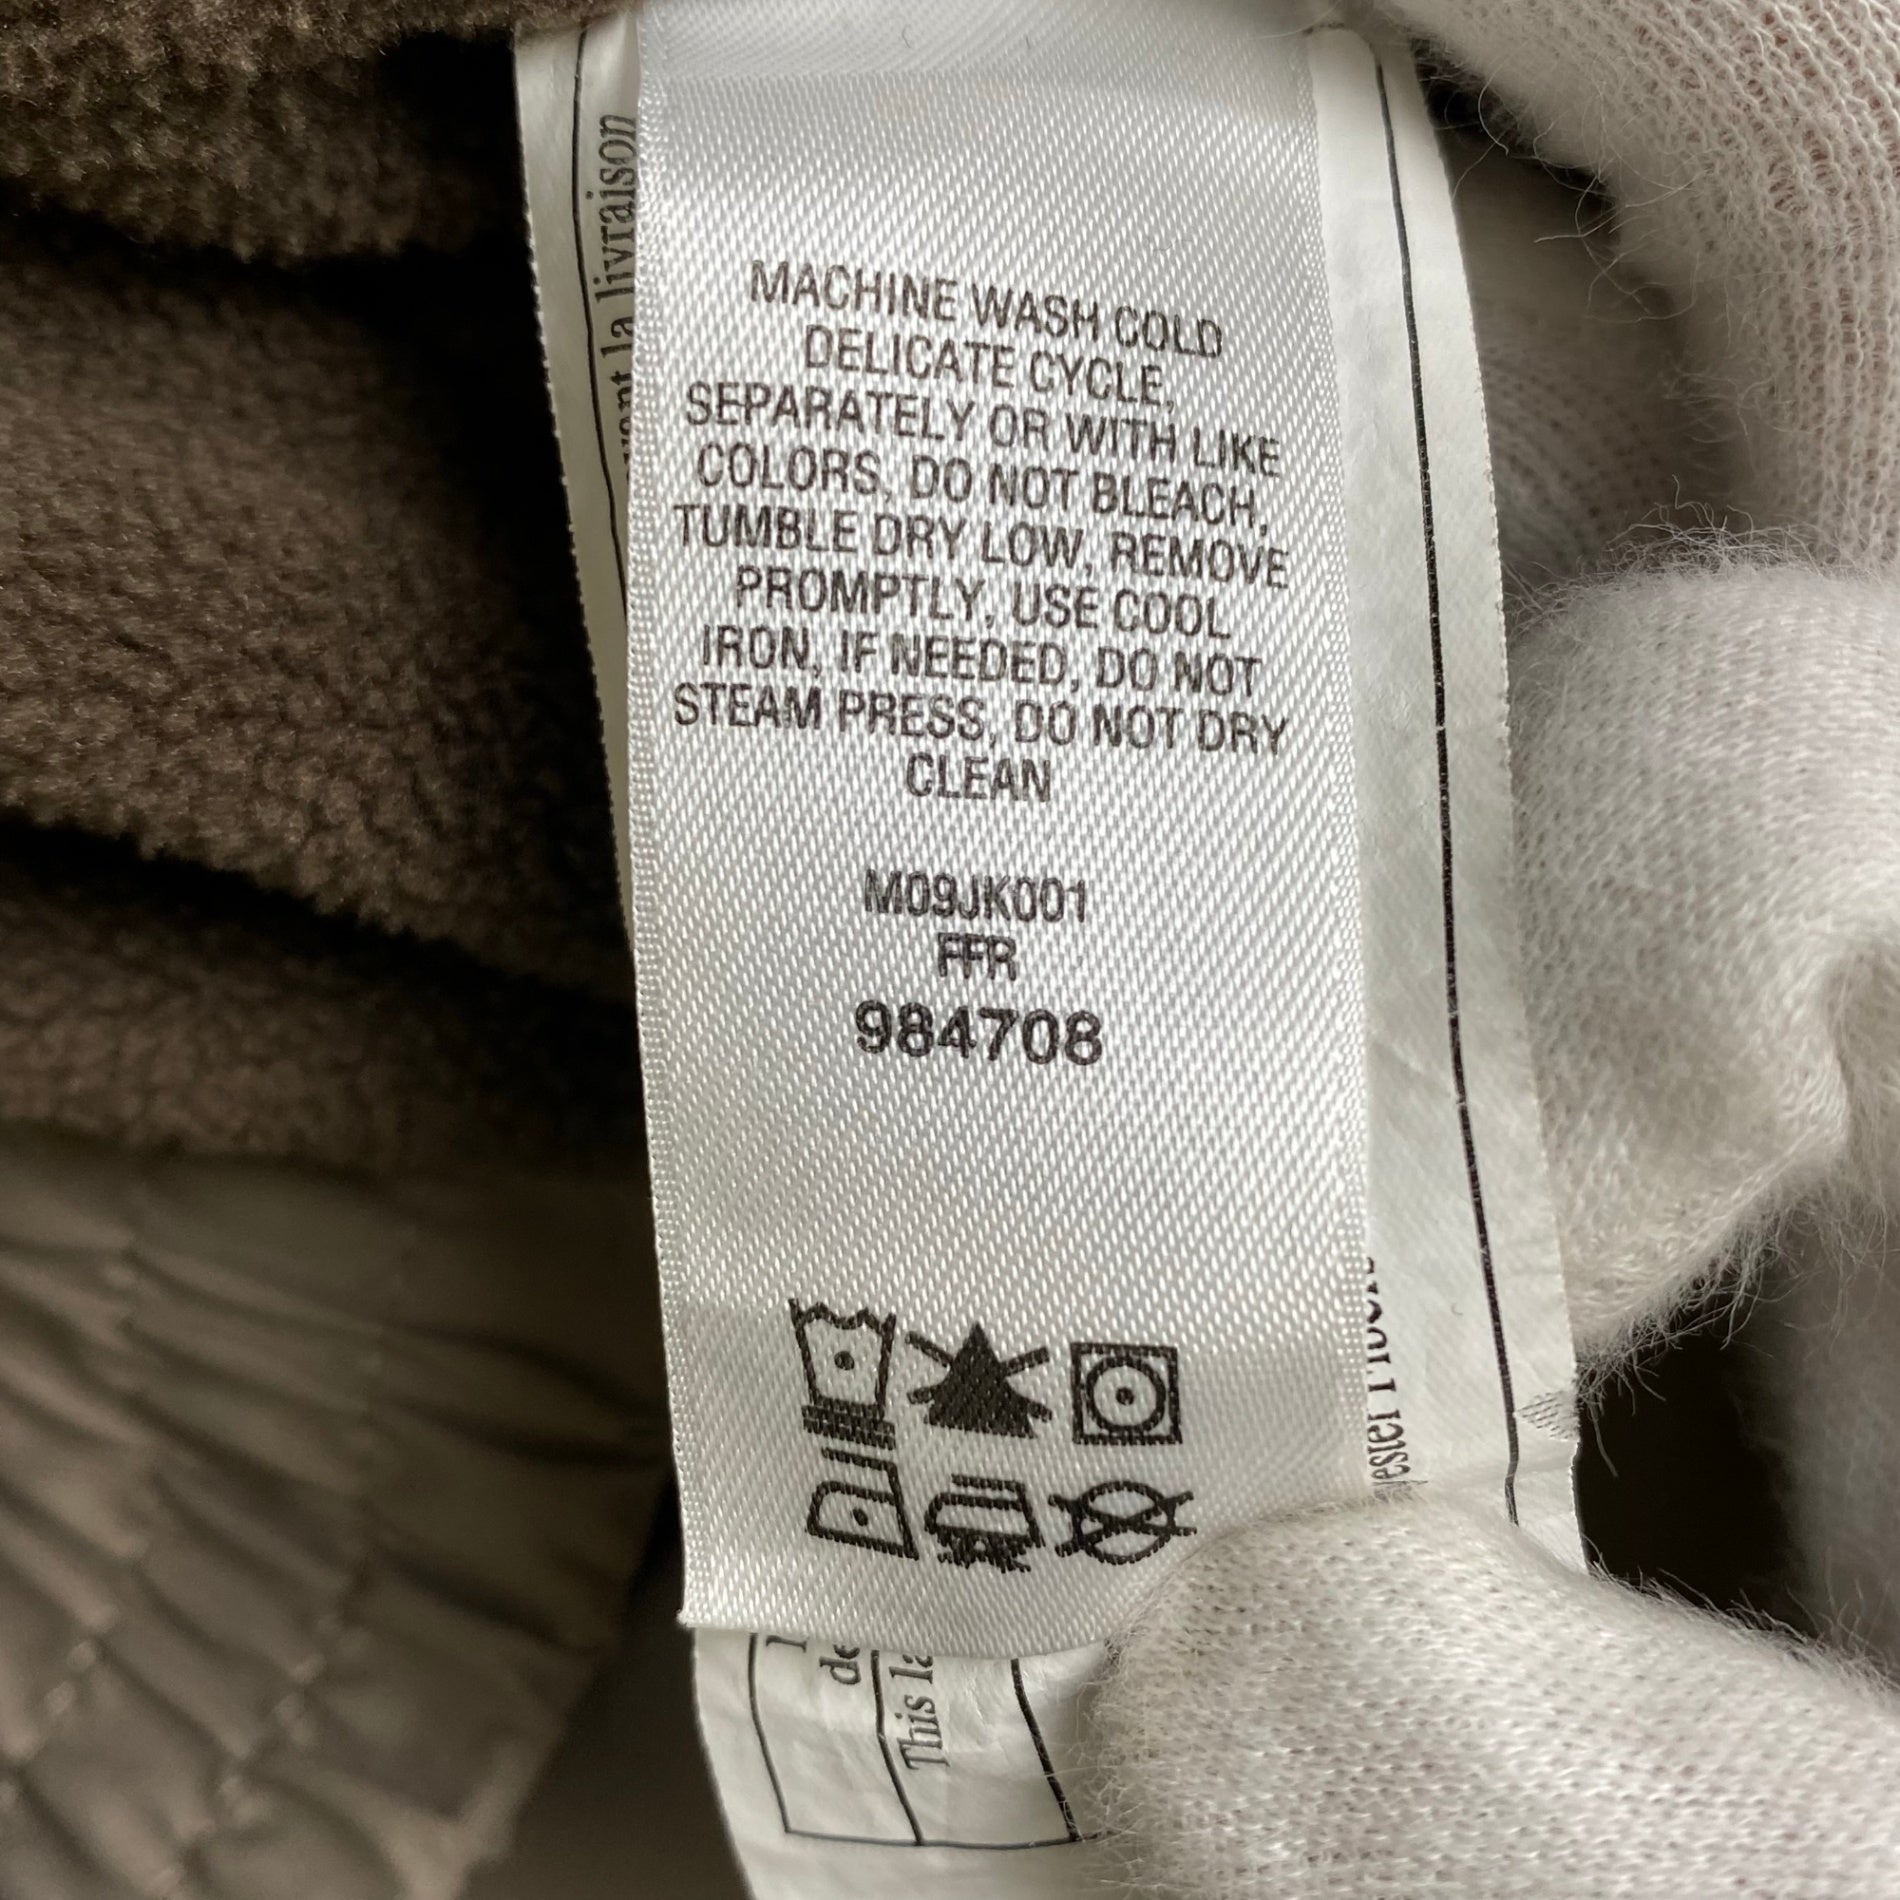 MACHINE WASH COLD
DELICATE CYCLE,
SEPARATELY OR WITH LIKE
COLORS, DO NOT BLEACH,
TUMBLE DRY LOW, REMOVE
PROMPTLY, USE COOL
IRON, IF NEEDED, DO NOT
STEAM PRESS, DO NOT DRY
CLEAN
M09JK001
FFR
984708
la livraison
de
This la